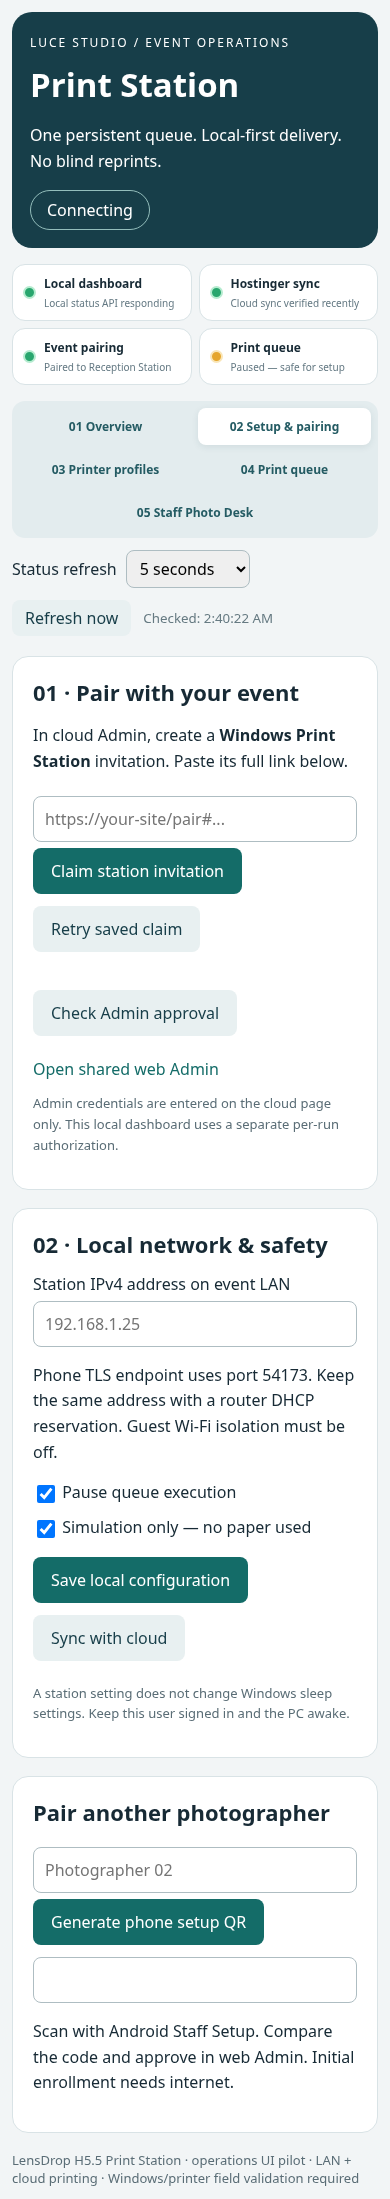 LUCE STUDIO / EVENT OPERATIONS
Print Station
One persistent queue. Local-first delivery.
No blind reprints.
Connecting
Local dashboard
Local status API responding
Hostinger sync
Cloud sync verified recently
Event pairing
Paired to Reception Station
Print queue
Paused — safe for setup
01 Overview
02 Setup & pairing
03 Printer profiles
04 Print queue
05 Staff Photo Desk
Status refresh 5 seconds
Refresh now Checked: 2:40:22 AM
01 · Pair with your event
In cloud Admin, create a Windows Print
Station invitation. Paste its full link below.
https://your-site/pair#...
Claim station invitation
Retry saved claim
Check Admin approval
Open shared web Admin
Admin credentials are entered on the cloud page
only. This local dashboard uses a separate per-run
authorization.
02 · Local network & safety
Station IPv4 address on event LAN
192.168.1.25
Phone TLS endpoint uses port 54173. Keep
the same address with a router DHCP
reservation. Guest Wi-Fi isolation must be
off.
Pause queue execution
Simulation only — no paper used
Save local configuration
Sync with cloud
A station setting does not change Windows sleep
settings. Keep this user signed in and the PC awake.
Pair another photographer
Photographer 02
Generate phone setup QR
Scan with Android Staff Setup. Compare
the code and approve in web Admin. Initial
enrollment needs internet.
LensDrop H5.5 Print Station · operations UI pilot · LAN +
cloud printing · Windows/printer field validation required